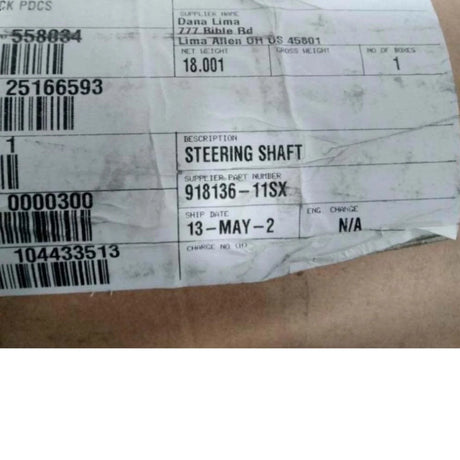 CK PDCS
558034
SUPPLIER NAME
Dana Lima
777 Bible Rd
Lima Allen OH US 45801
NET WEIGHT
18.001
GROSS WEIGHT
NO OF BOXES
1
25166593
1
DESCRIPTION
STEERING SHAFT
SUPPLIER PART NUMBER
918136-11SX
0000300
SHIP DATE
13-MAY-2
ENG CHANGE
N/A
104433513
CHARGE NO (M)